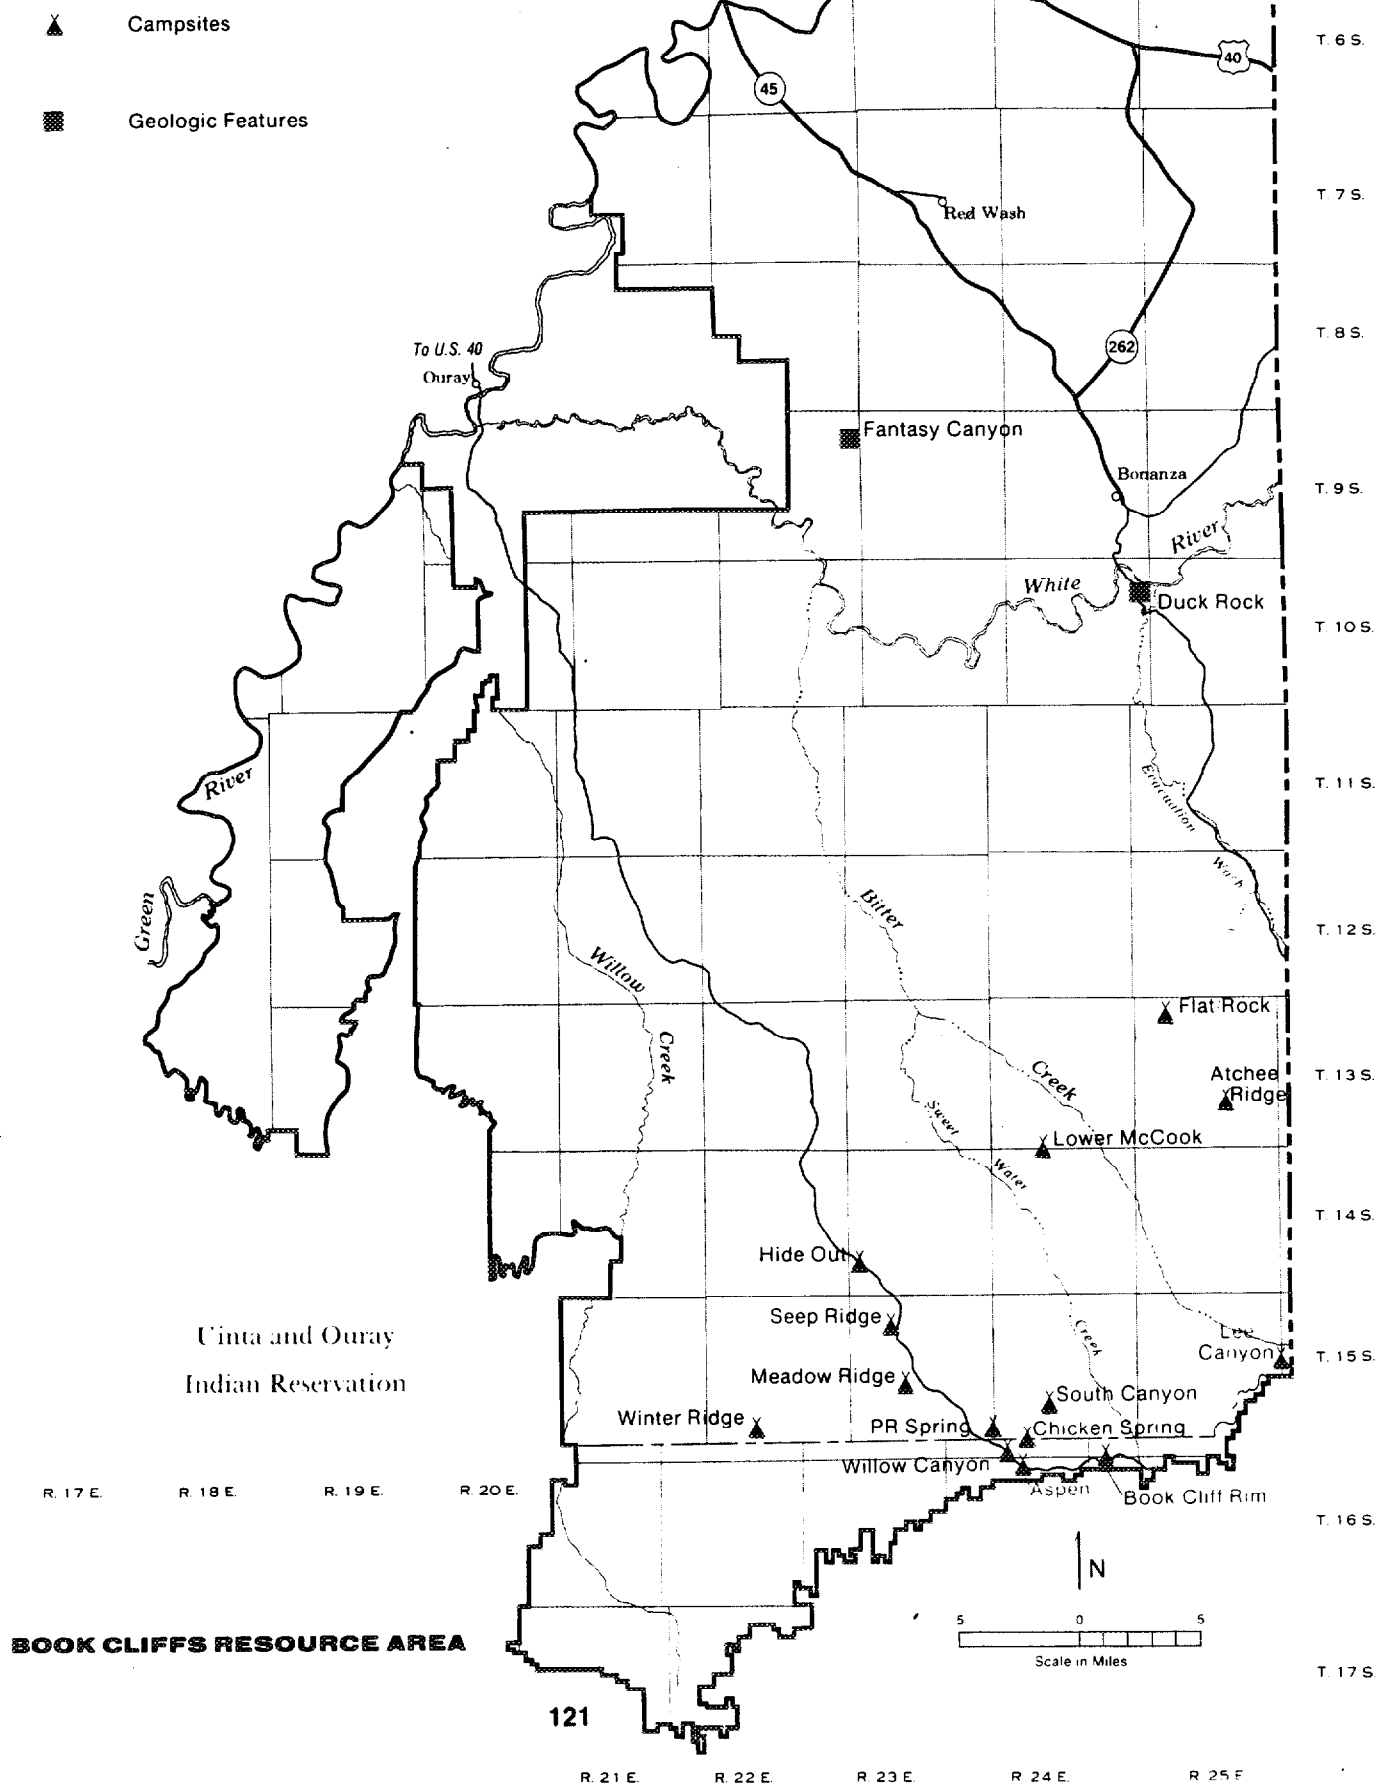 Campsites
T. 6 S.
40
45
Geologic Features
T. 7 S.
Red Wash
T. 8 S.
262
To U.S. 40
Ouray
Fantasy Canyon
Bonanza
T. 9 S.
River
White
Duck Rock
T. 10 S.
River
T. 11 S.
Evacuation
Wash
Green
Bitter
T. 12 S.
Willow
Flat Rock
Creek
Creek
Atchee
Ridge
T. 13 S.
Sweet
Lower McCook
Water
T. 14 S.
Hide Out
Seep Ridge
Creek
Uinta and Ouray
Indian Reservation
Lee
Canyon
T. 15 S.
Meadow Ridge
South Canyon
Winter Ridge
PR Spring
Chicken Spring
Willow Canyon
Aspen
Book Cliff Rim
R. 17 E.
R. 18 E.
R. 19 E.
R. 20 E.
T. 16 S.
N
5 0 5
Scale in Miles
BOOK CLIFFS RESOURCE AREA
T. 17 S.
121
R. 21 E.
R. 22 E.
R. 23 E.
R. 24 E.
R. 25 E